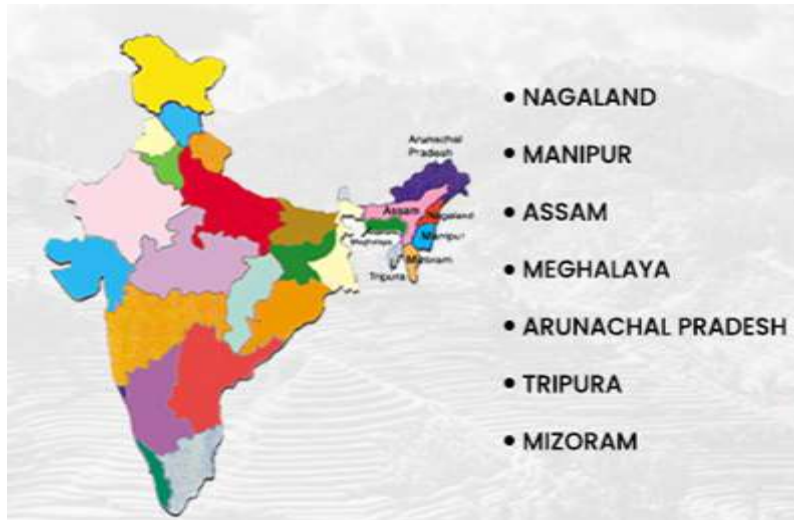 Arunachal
Pradesh
Assam
Nagaland
Manipur
Mizoram
Tripura
• NAGALAND
• MANIPUR
• ASSAM
• MEGHALAYA
• ARUNACHAL PRADESH
• TRIPURA
• MIZORAM